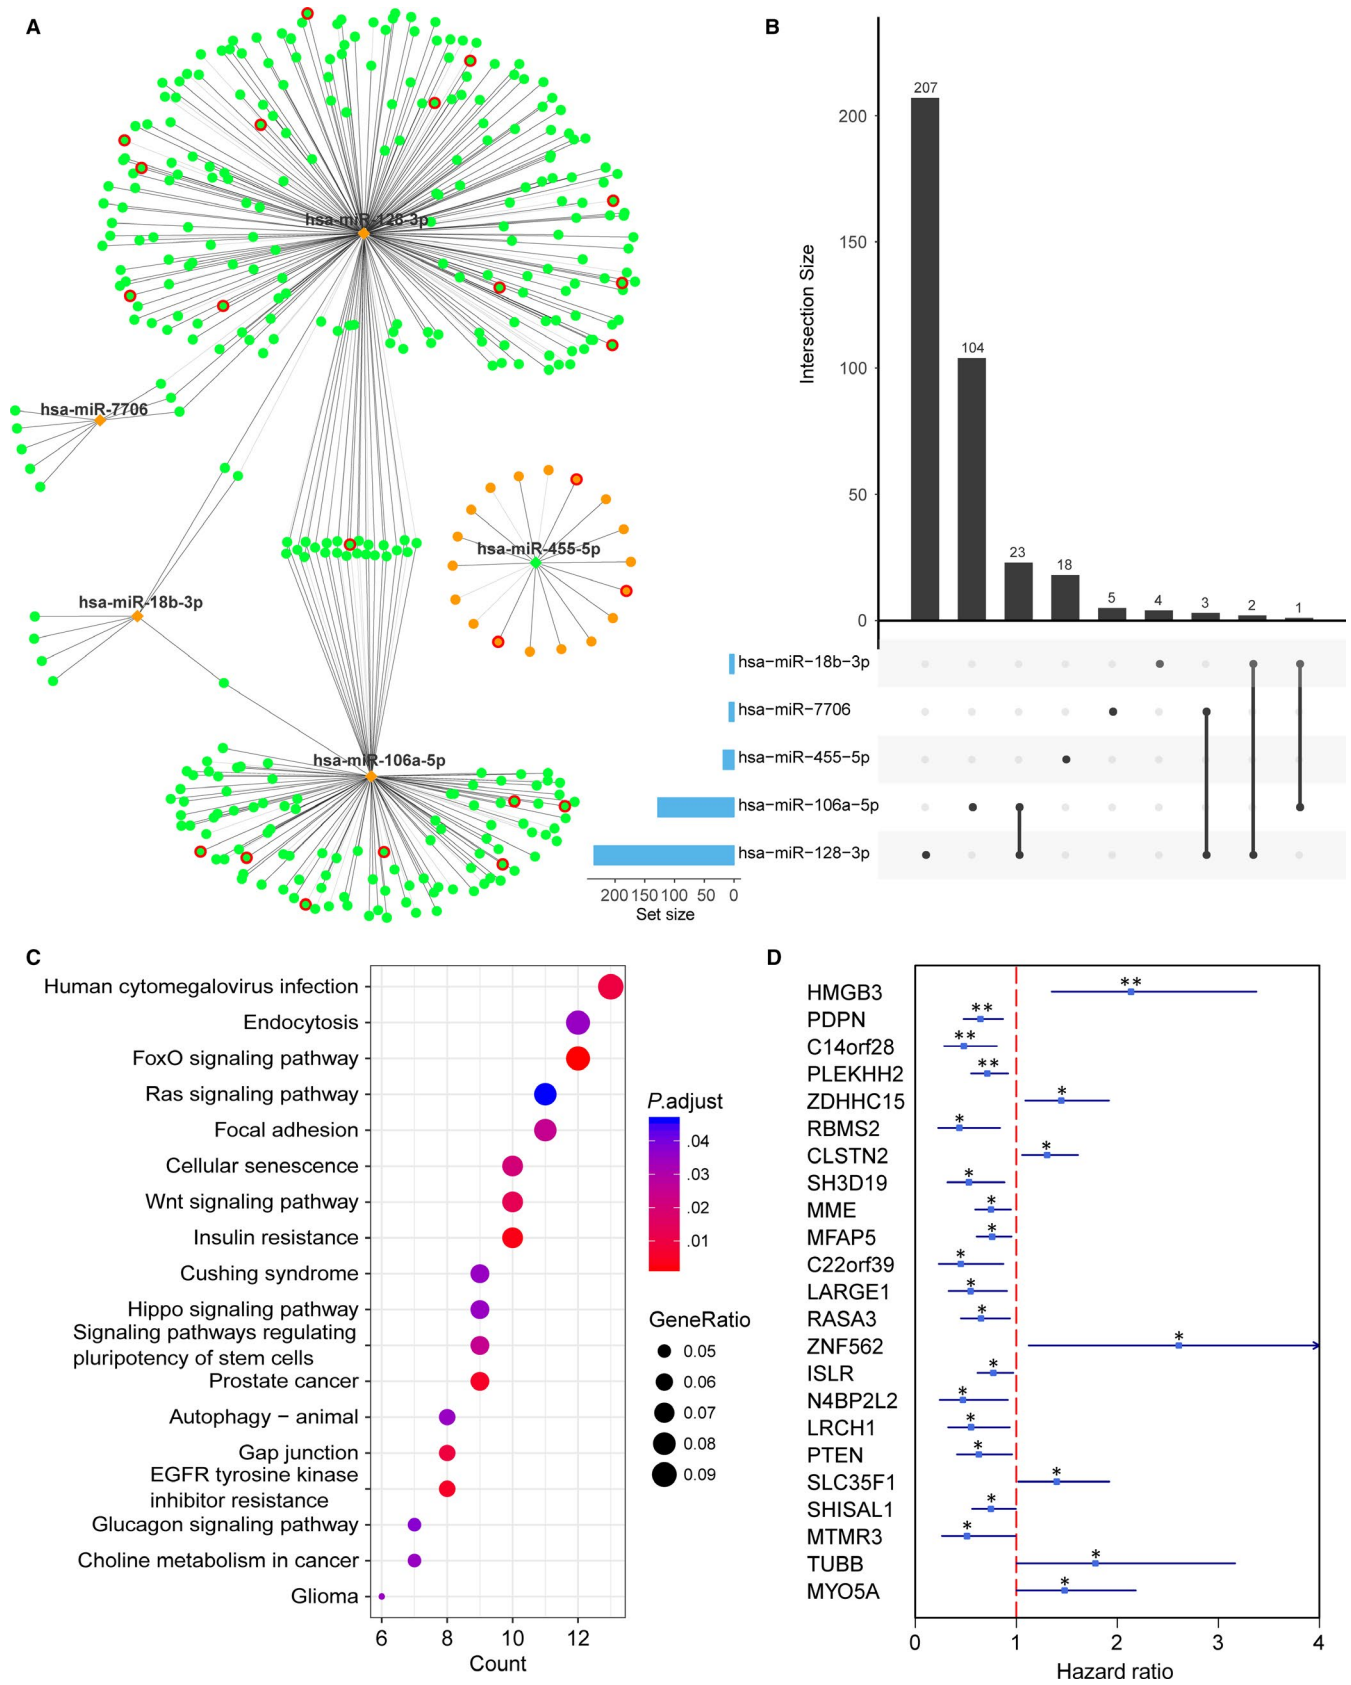 A
hsa-miR-128-3p
hsa-miR-7706
hsa-miR-455-5p
hsa-miR-18b-3p
hsa-miR-106a-5p
B
Intersection Size
200
150
100
50
0
207
104
23
18
5
4
3
2
1
hsa−miR−18b−3p
hsa−miR−7706
hsa−miR−455−5p
hsa−miR−106a−5p
hsa−miR−128−3p
200 150 100 50 0
Set size
C
Human cytomegalovirus infection
Endocytosis
FoxO signaling pathway
Ras signaling pathway
Focal adhesion
Cellular senescence
Wnt signaling pathway
Insulin resistance
Cushing syndrome
Hippo signaling pathway
Signaling pathways regulating
pluripotency of stem cells
Prostate cancer
Autophagy − animal
Gap junction
EGFR tyrosine kinase
inhibitor resistance
Glucagon signaling pathway
Choline metabolism in cancer
Glioma
6 8 10 12
Count
P.adjust
.04
.03
.02
.01
GeneRatio
0.05
0.06
0.07
0.08
0.09
D
HMGB3 **
PDPN **
C14orf28 **
PLEKHH2 **
ZDHHC15 *
RBMS2 *
CLSTN2 *
SH3D19 *
MME *
MFAP5 *
C22orf39 *
LARGE1 *
RASA3 *
ZNF562 *
ISLR *
N4BP2L2 *
LRCH1 *
PTEN *
SLC35F1 *
SHISAL1 *
MTMR3 *
TUBB *
MYO5A *
0 1 2 3 4
Hazard ratio